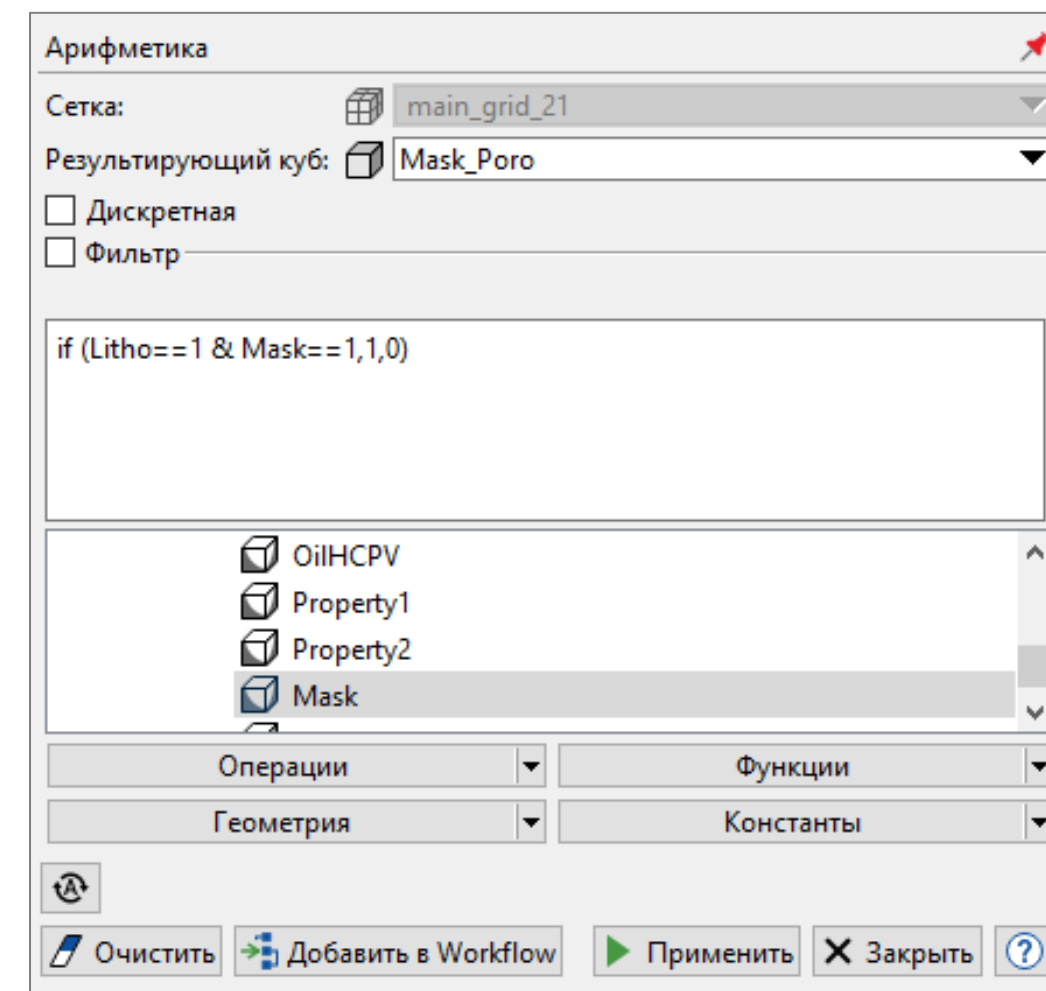 Арифметика
Сетка: main_grid_21
Результирующий куб: Mask_Poro
Дискретная
Фильтр
if (Litho==1 & Mask==1,1,0)
OilHCPV
Property1
Property2
Mask
Операции Функции
Геометрия Константы
A
Очистить Добавить в Workflow Применить Закрыть ?